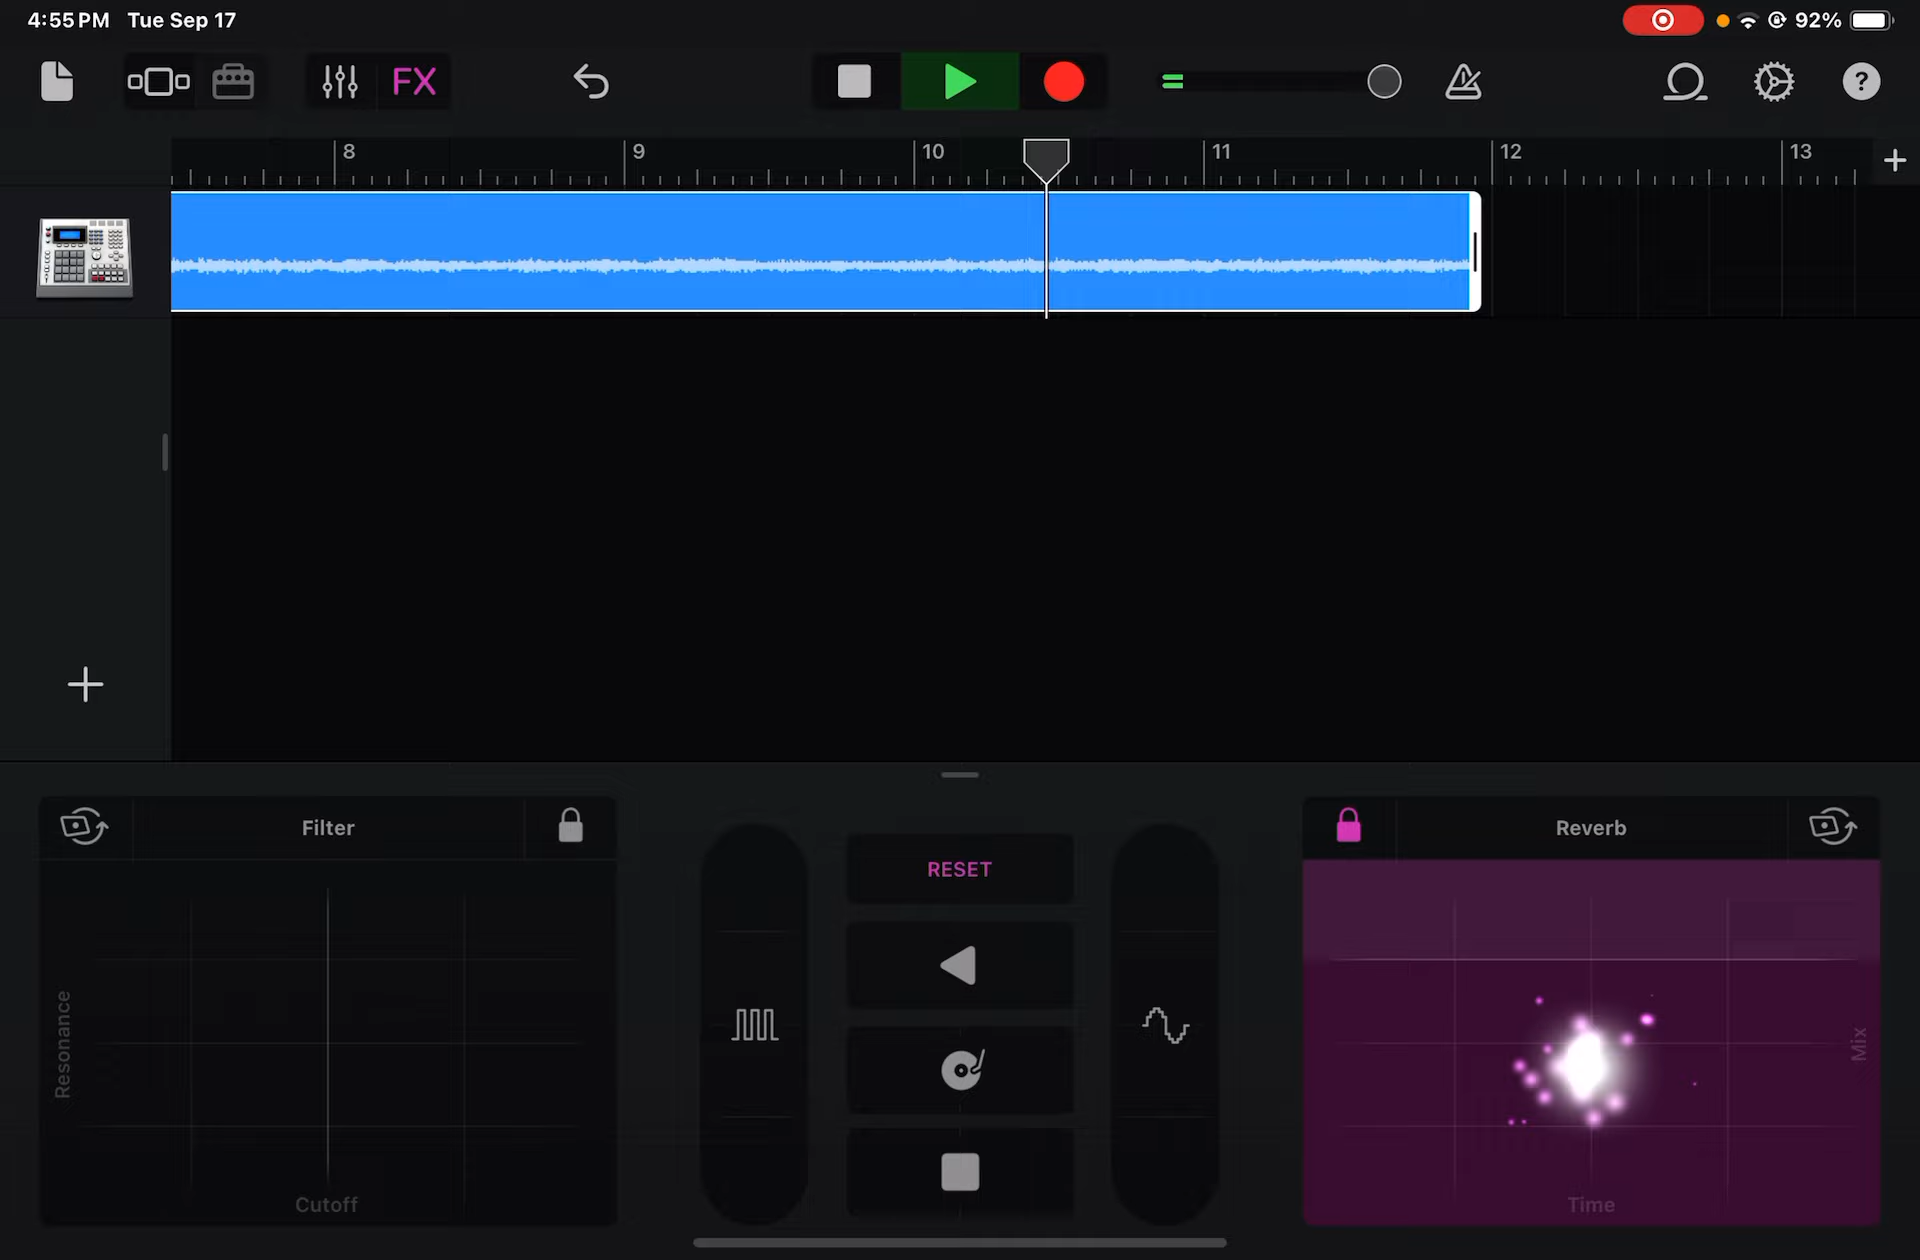 4:55 PM Tue Sep 17
92%
FX
?
8 9 10 11 12 13
Filter
Reverb
RESET
Resonance
Mix
Cutoff
Time